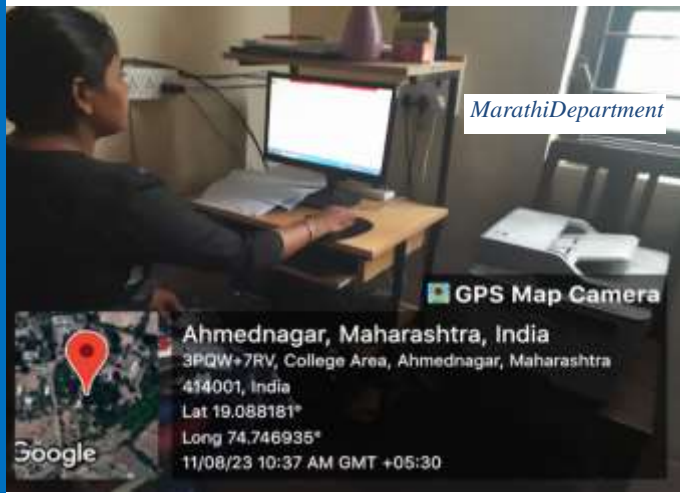 MarathiDepartment
GPS Map Camera
Ahmednagar, Maharashtra, India
3PQW+7RV, College Area, Ahmednagar, Maharashtra
414001, India
Lat 19.088181°
Long 74.746935°
11/08/23 10:37 AM GMT +05:30
Google